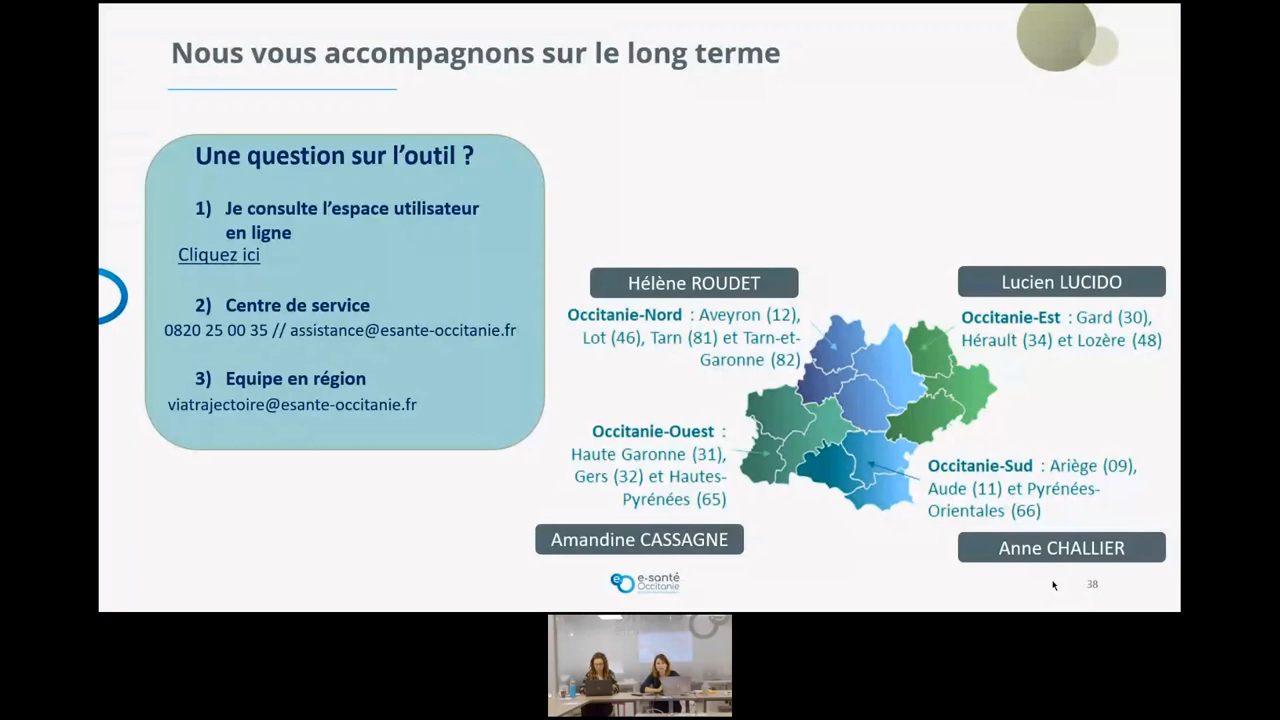 Nous vous accompagnons sur le long terme
Une question sur l'outil ?
1) Je consulte l'espace utilisateur
en ligne
Cliquez ici
2) Centre de service
0820 25 00 35 // assistance@esante-occitanie.fr
3) Equipe en région
viatrajectoire@esante-occitanie.fr
Hélène ROUDET
Occitanie-Nord : Aveyron (12),
Lot (46), Tarn (81) et Tarn-et-
Garonne (82)
Lucien LUCIDO
Occitanie-Est : Gard (30),
Hérault (34) et Lozère (48)
Occitanie-Ouest :
Haute Garonne (31),
Gers (32) et Hautes-
Pyrénées (65)
Amandine CASSAGNE
Occitanie-Sud : Ariège (09),
Aude (11) et Pyrénées-
Orientales (66)
Anne CHALLIER
e-santé
Occitanie
38